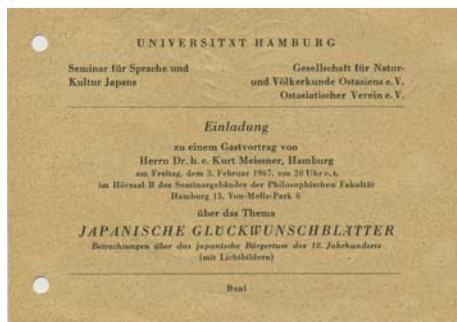 UNIVERSITÄT HAMBURG
Seminar für Sprache und
Kultur Japans
Gesellschaft für Natur-
und Völkerkunde Ostasiens e. V.
Ostasiatischer Verein e. V.
Einladung
zu einem Gastvortrag von
Herrn Dr. h. c. Kurt Meissner, Hamburg
am Freitag, dem 3. Februar 1967, um 20 Uhr c. t.
im Hörsaal B des Seminargebäudes der Philosophischen Fakultät
Hamburg 13, Von-Melle-Park 6
über das Thema
JAPANISCHE GLÜCKWUNSCHBLÄTTER
Betrachtungen über das japanische Bürgertum des 18. Jahrhunderts
(mit Lichtbildern)
Benl